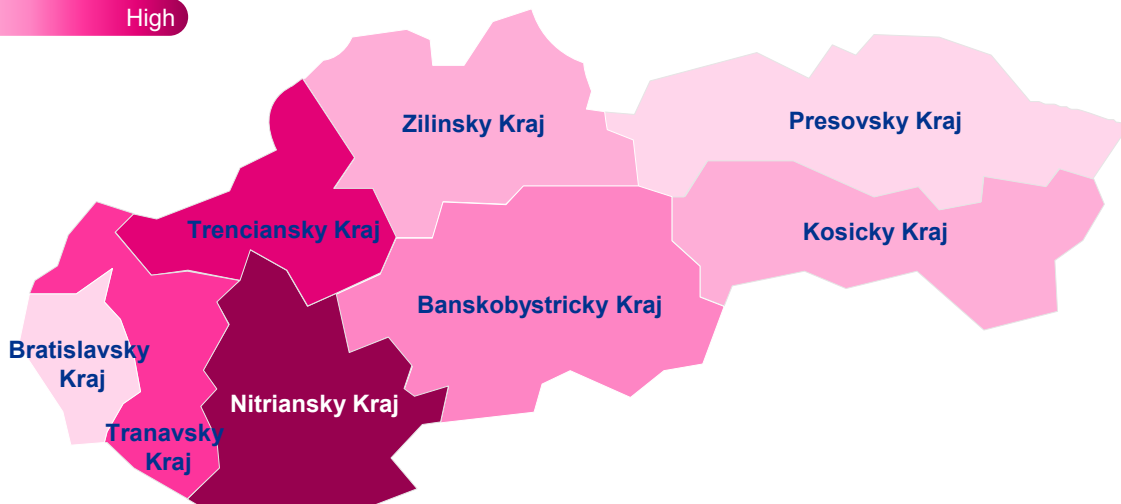 High
Zilinsky Kraj
Presovsky Kraj
Trenciansky Kraj
Kosicky Kraj
Banskobystricky Kraj
Bratislavsky
Kraj
Nitriansky Kraj
Tranavsky
Kraj